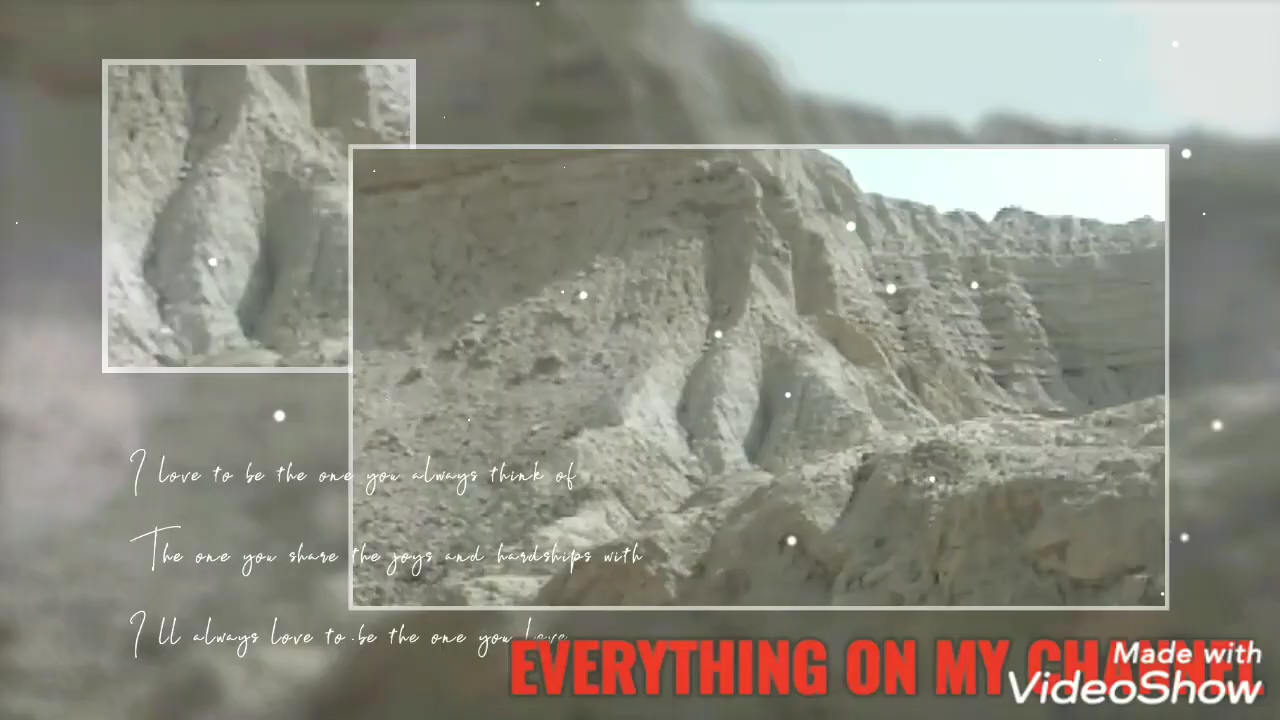 I love to be the one you always think of
The one you share the joys and hardships with
I ll always love to be the one you love
EVERYTHING ON MY
Made with
VideoShow